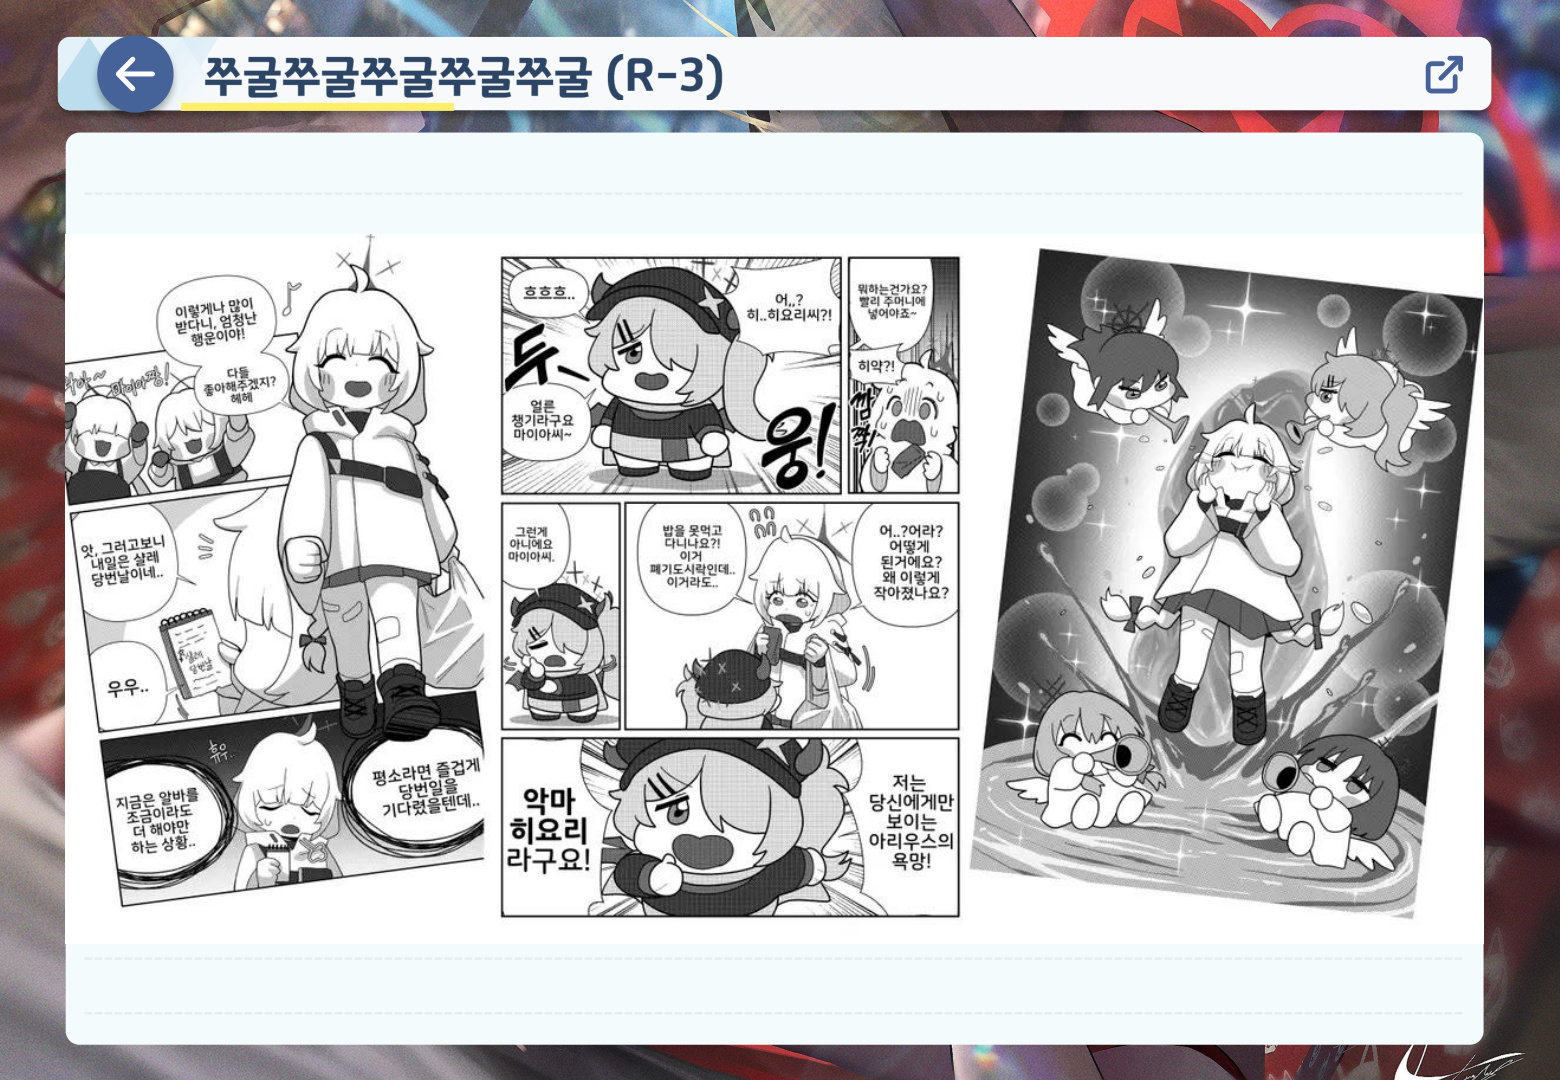 쭈굴쭈굴쭈굴쭈굴쭈굴 (R-3)
이렇게나 많이
받다니, 엄청난
행운이야!
다들
좋아해주겠지?
헤헤
와아~
마이아짱!
앗, 그러고보니
내일은 샬레
당번날이네..
샬레
당번날
우우..
휴우..
지금은 알바를
조금이라도
더 해야만
하는 상황..
평소라면 즐겁게
당번일을
기다렸을텐데..
흐흐흐..
어,,?
히..히요리씨?!
두
웅!
얼른
챙기라구요
마이아씨~
뭐하는건가요?
빨리 주머니에
넣어야죠~
히약?!
깜
짝!
그런게
아니에요
마이아씨.
밥을 못먹고
다니나요?!
이거
폐기도시락인데..
이거라도..
어..?어라?
어떻게
된거에요?
왜 이렇게
작아졌나요?
악마
히요리
라구요!
저는
당신에게만
보이는
아리우스의
욕망!